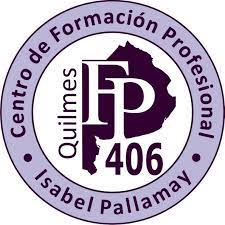 Centro de Formación Profesional
Quilmes
FP
406
Isabel Pallamay